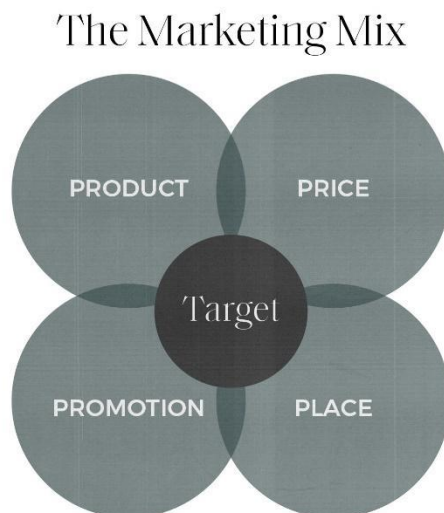 The Marketing Mix
PRODUCT
PRICE
Target
PROMOTION
PLACE